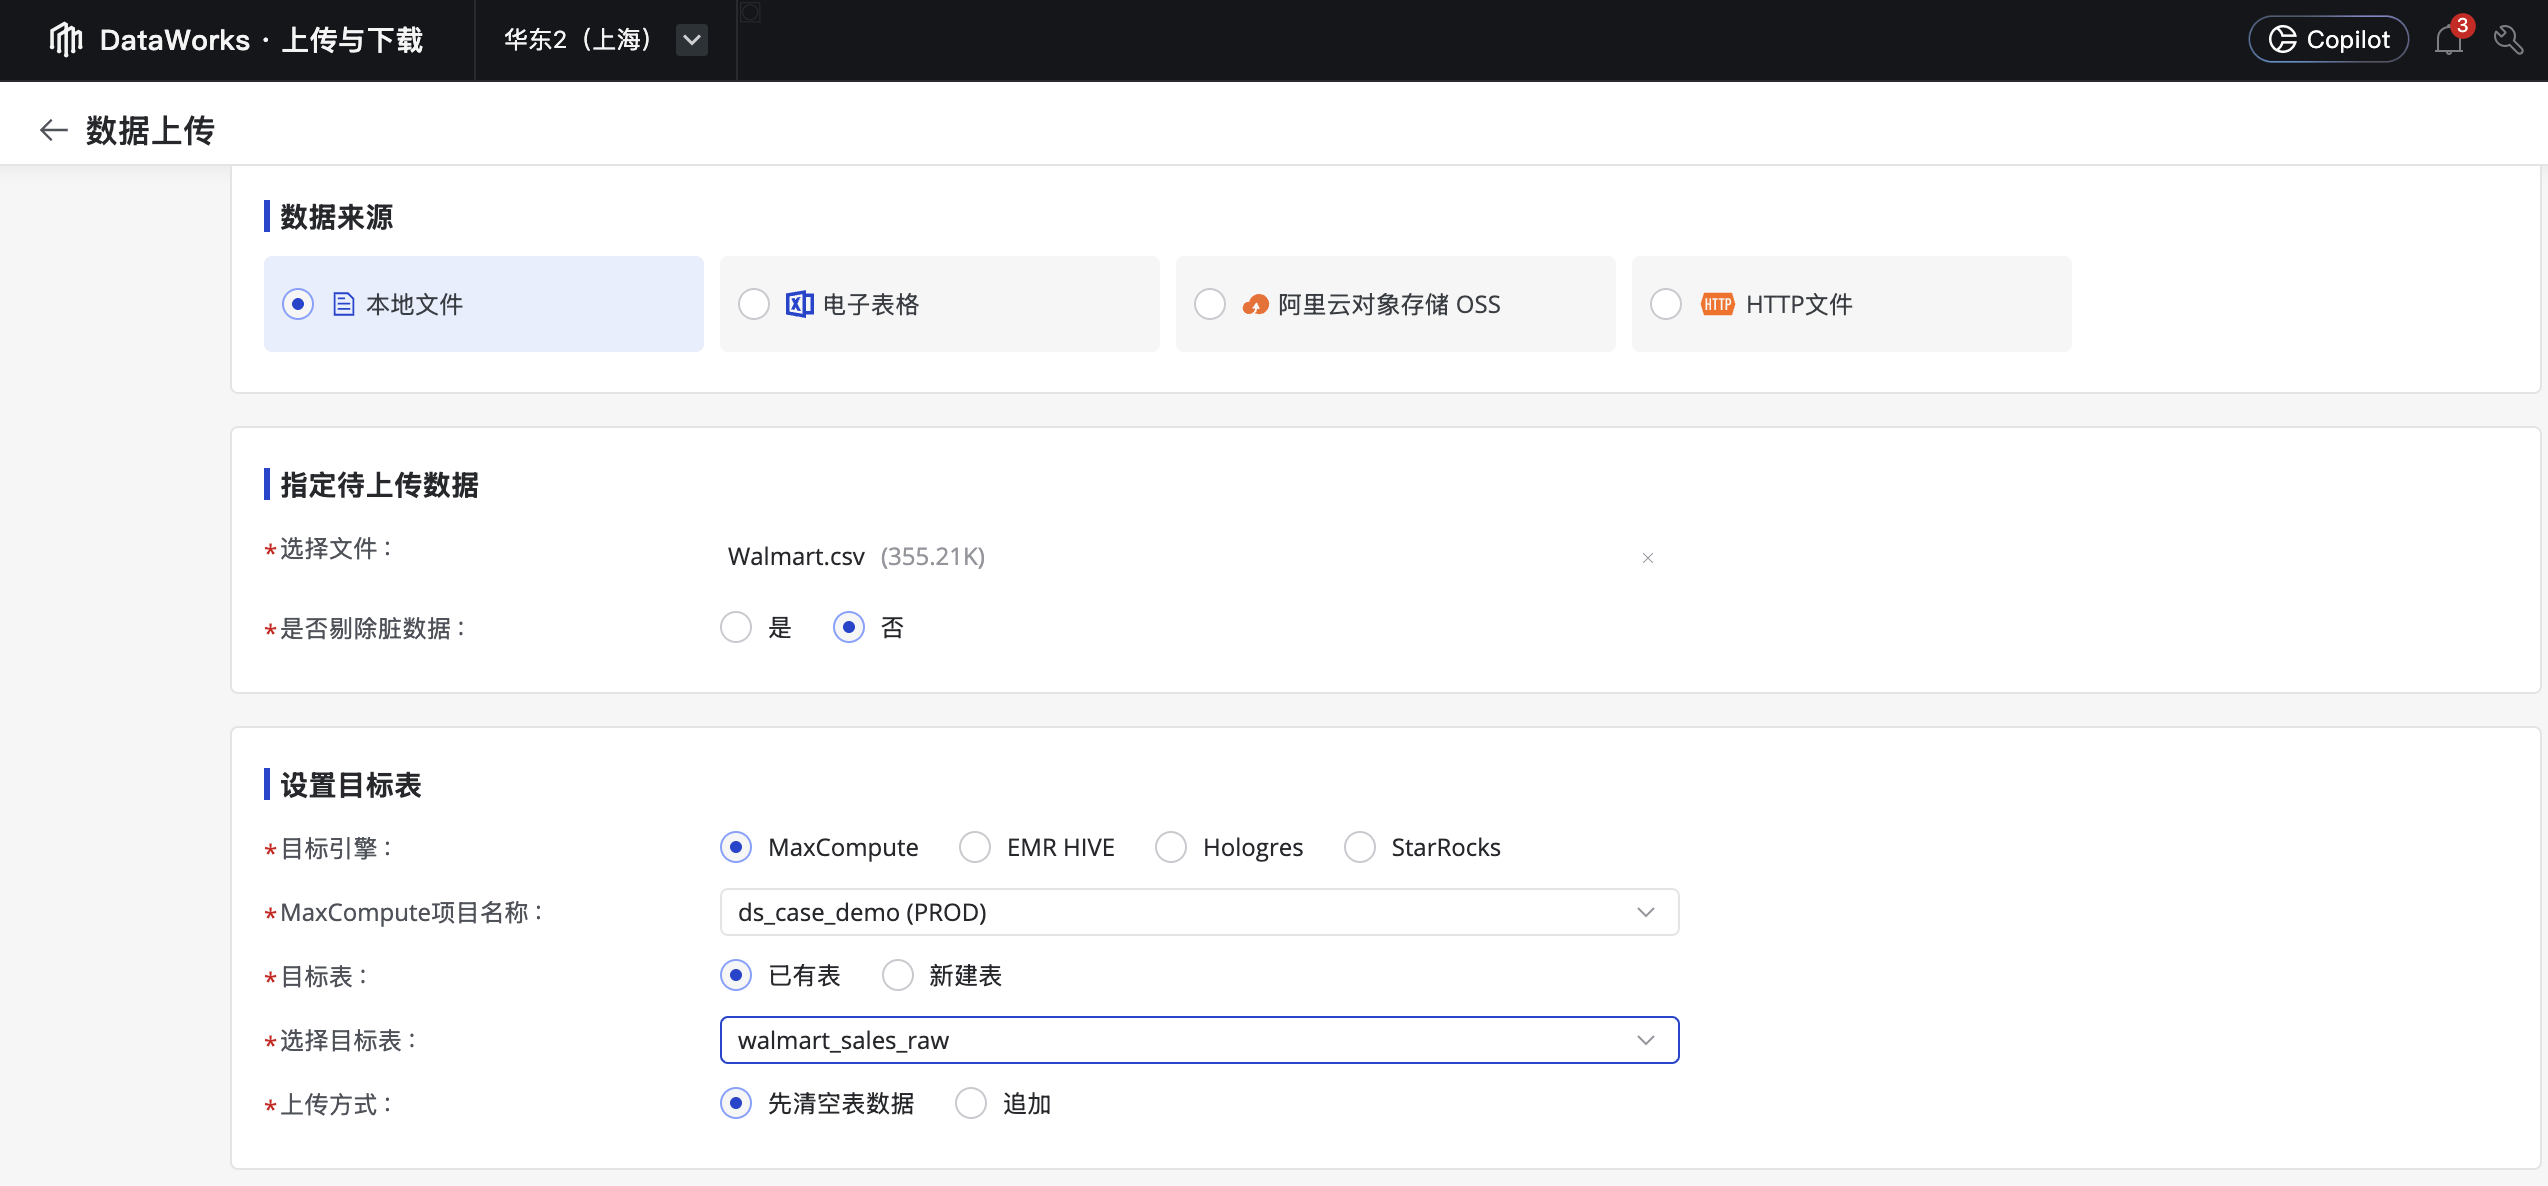 DataWorks · 上传与下载 华东2（上海） Copilot 3
数据上传
数据来源
本地文件 电子表格 阿里云对象存储 OSS HTTP HTTP文件
指定待上传数据
*选择文件： Walmart.csv (355.21K) ×
*是否剔除脏数据： 是 否
设置目标表
*目标引擎： MaxCompute EMR HIVE Hologres StarRocks
*MaxCompute项目名称： ds_case_demo (PROD)
*目标表： 已有表 新建表
*选择目标表： walmart_sales_raw
*上传方式： 先清空表数据 追加